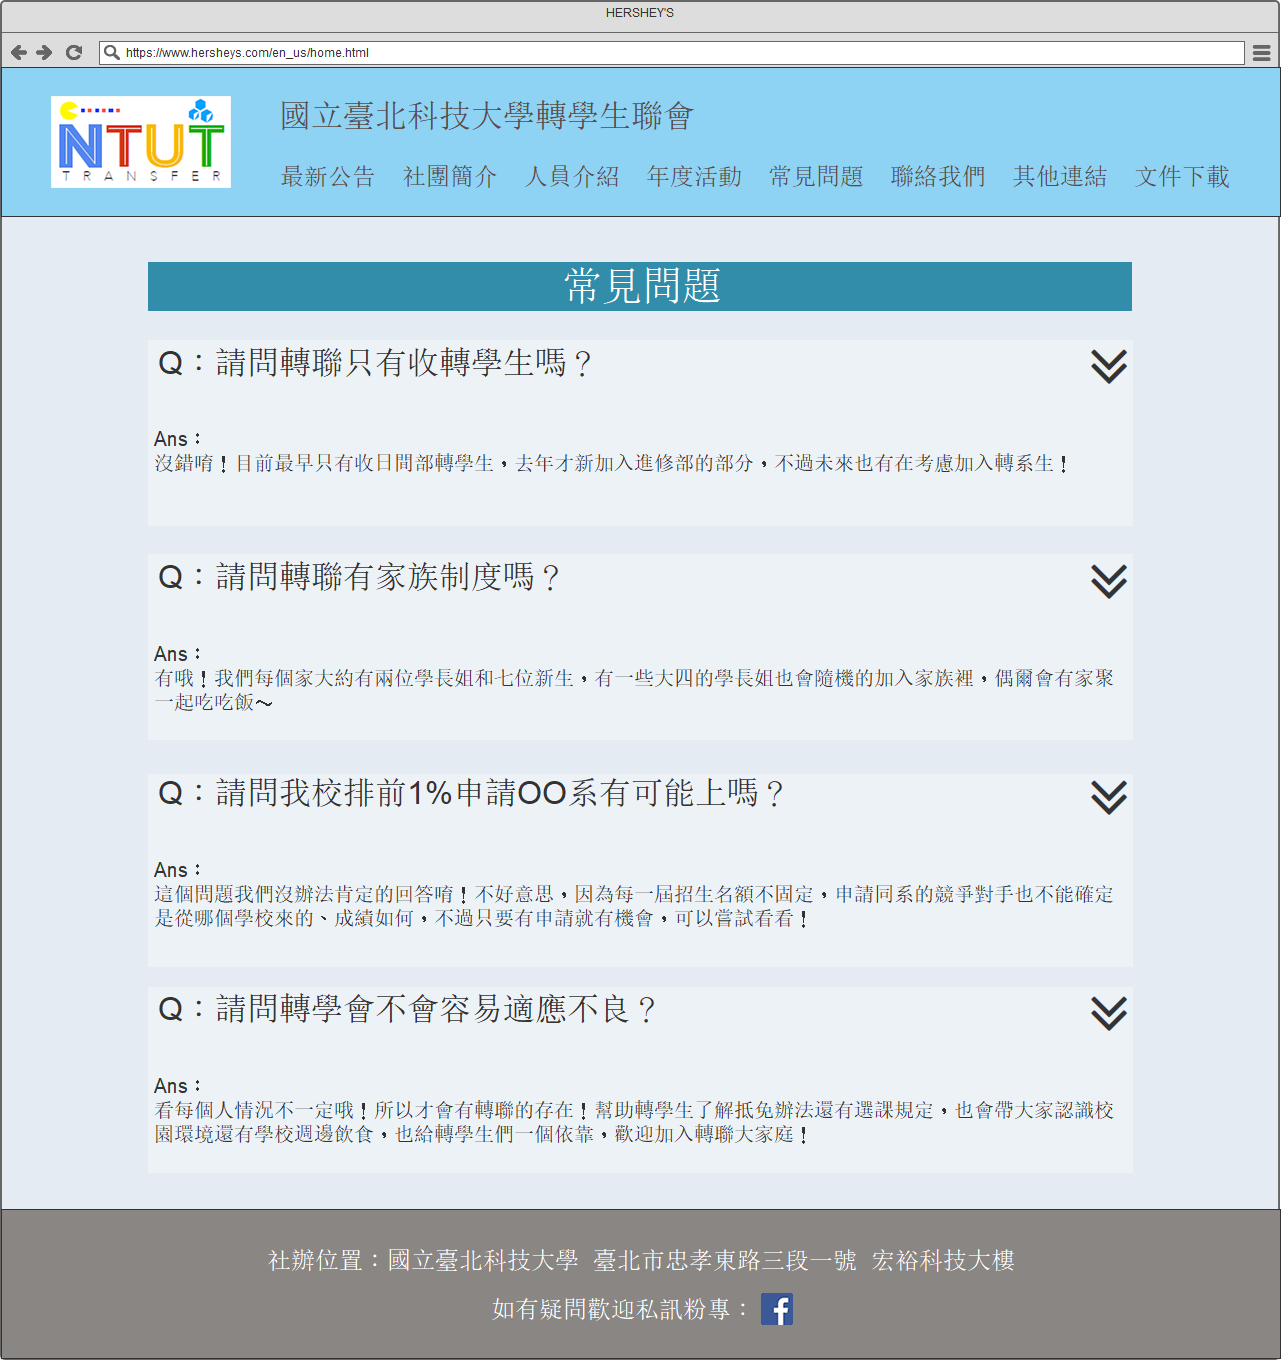 HERSHEY'S
https://www.hersheys.com/en_us/home.html
NTUT
TRANSFER
國立臺北科技大學轉學生聯會
最新公告 社團簡介 人員介紹 年度活動 常見問題 聯絡我們 其他連結 文件下載
常見問題
Q：請問轉聯只有收轉學生嗎？
Ans：
沒錯唷！目前最早只有收日間部轉學生，去年才新加入進修部的部分，不過未來也有在考慮加入轉系生！
Q：請問轉聯有家族制度嗎？
Ans：
有哦！我們每個家大約有兩位學長姐和七位新生，有一些大四的學長姐也會隨機的加入家族裡，偶爾會有家聚
一起吃吃飯～
Q：請問我校排前1%申請OO系有可能上嗎？
Ans：
這個問題我們沒辦法肯定的回答唷！不好意思，因為每一屆招生名額不固定，申請同系的競爭對手也不能確定
是從哪個學校來的、成績如何，不過只要有申請就有機會，可以嘗試看看！
Q：請問轉學會不會容易適應不良？
Ans：
看每個人情況不一定哦！所以才會有轉聯的存在！幫助轉學生了解抵免辦法還有選課規定，也會帶大家認識校
園環境還有學校週邊飲食，也給轉學生們一個依靠，歡迎加入轉聯大家庭！
社辦位置：國立臺北科技大學 臺北市忠孝東路三段一號 宏裕科技大樓
如有疑問歡迎私訊粉專：